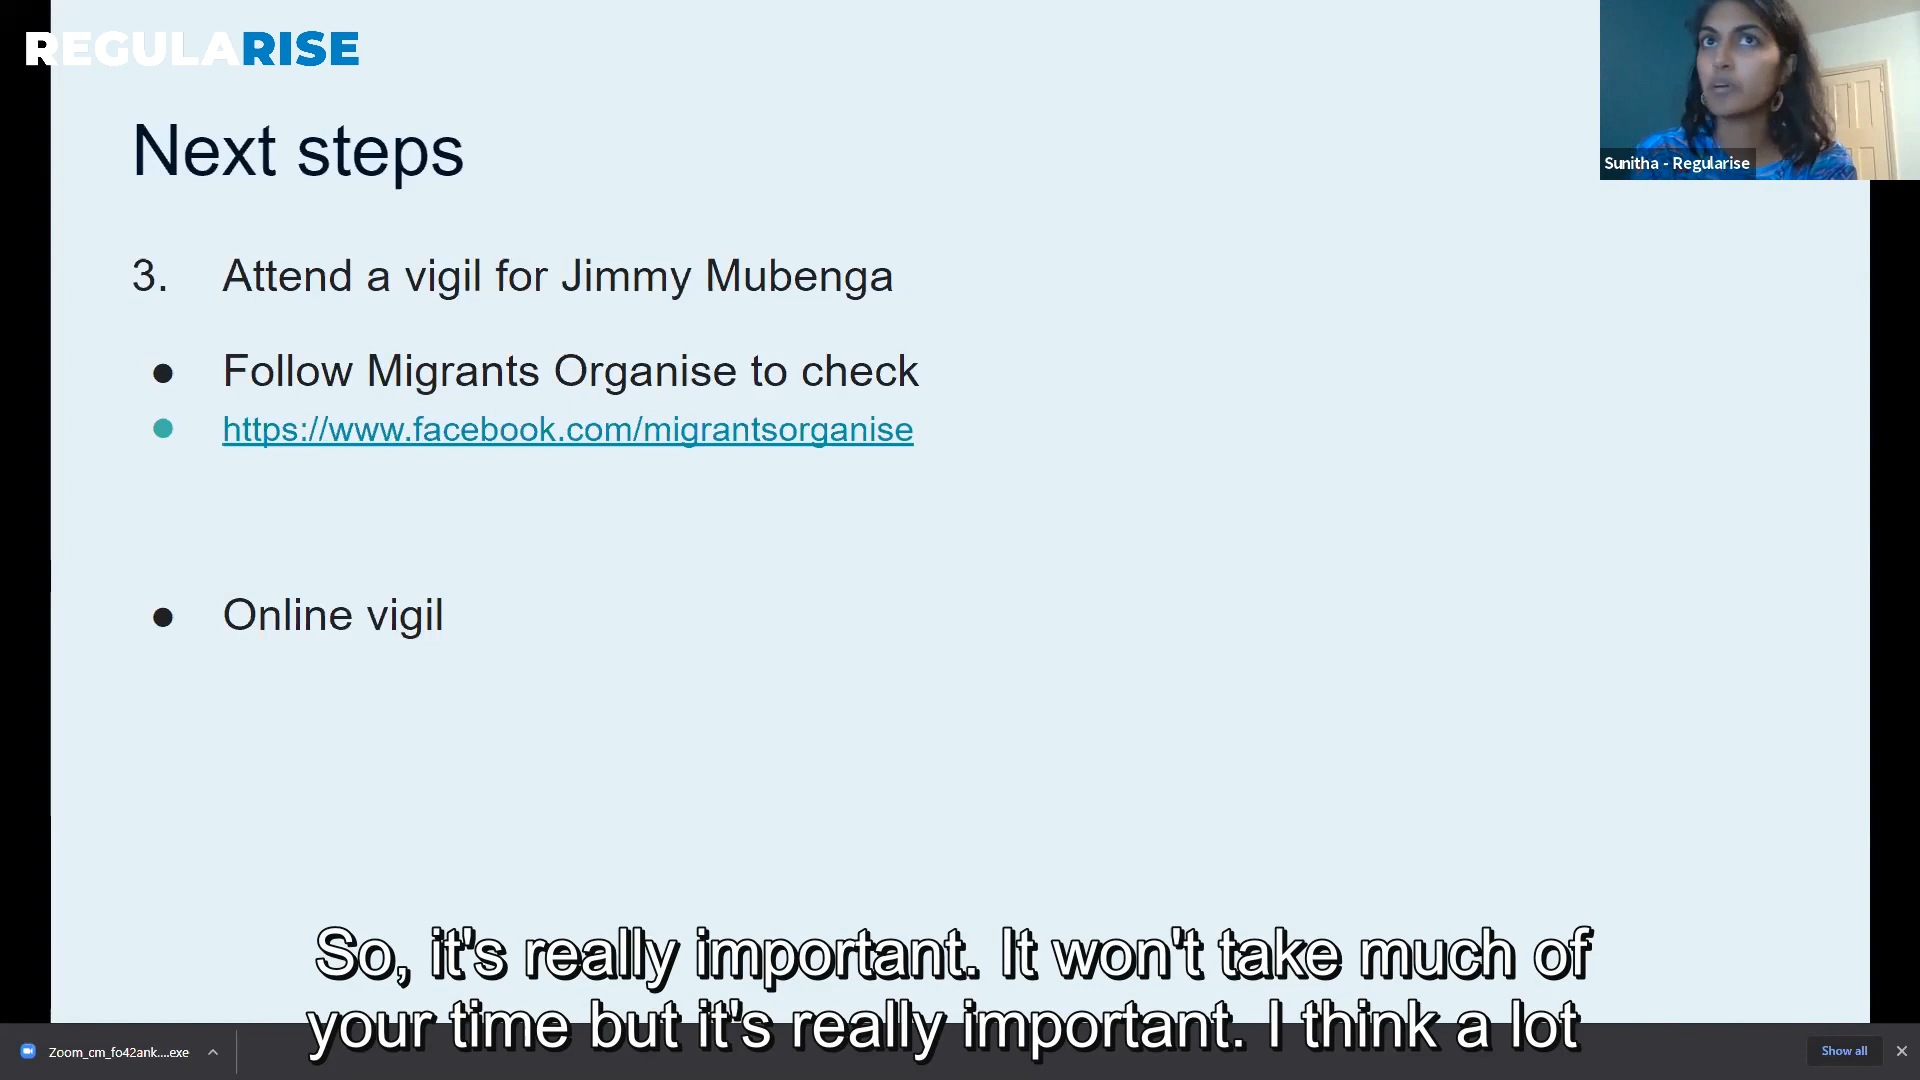 REGULARISE
Next steps
Sunitha - Regularise
3. Attend a vigil for Jimmy Mubenga
● Follow Migrants Organise to check
● https://www.facebook.com/migrantsorganise
● Online vigil
So, it's really important. It won't take much of
your time but it's really important. I think a lot
Zoom_cm_fo42ank....exe
Show all